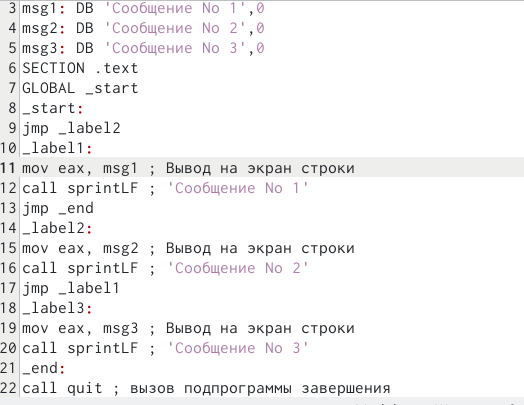 3 msg1: DB 'Сообщение No 1',0
4 msg2: DB 'Сообщение No 2',0
5 msg3: DB 'Сообщение No 3',0
6 SECTION .text
7 GLOBAL _start
8 _start:
9 jmp _label2
10 _label1:
11 mov eax, msg1 ; Вывод на экран строки
12 call sprintLF ; 'Сообщение No 1'
13 jmp _end
14 _label2:
15 mov eax, msg2 ; Вывод на экран строки
16 call sprintLF ; 'Сообщение No 2'
17 jmp _label1
18 _label3:
19 mov eax, msg3 ; Вывод на экран строки
20 call sprintLF ; 'Сообщение No 3'
21 _end:
22 call quit ; вызов подпрограммы завершения